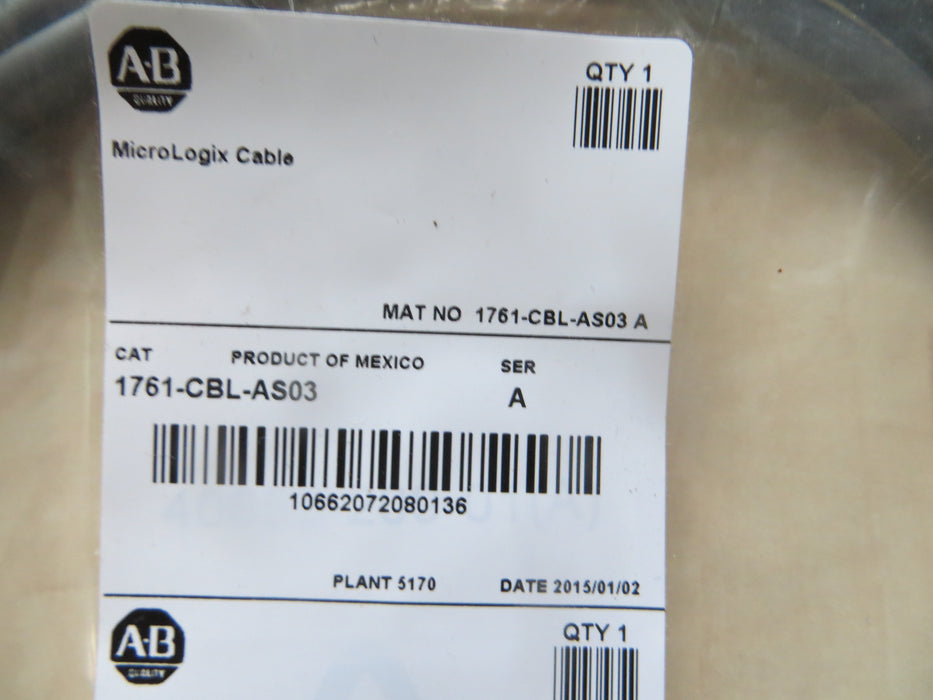 A·B
QUALITY
QTY 1
MicroLogix Cable
MAT NO 1761-CBL-AS03 A
CAT PRODUCT OF MEXICO SER
1761-CBL-AS03 A
10662072080136
PLANT 5170 DATE 2015/01/02
A·B
QUALITY
QTY 1